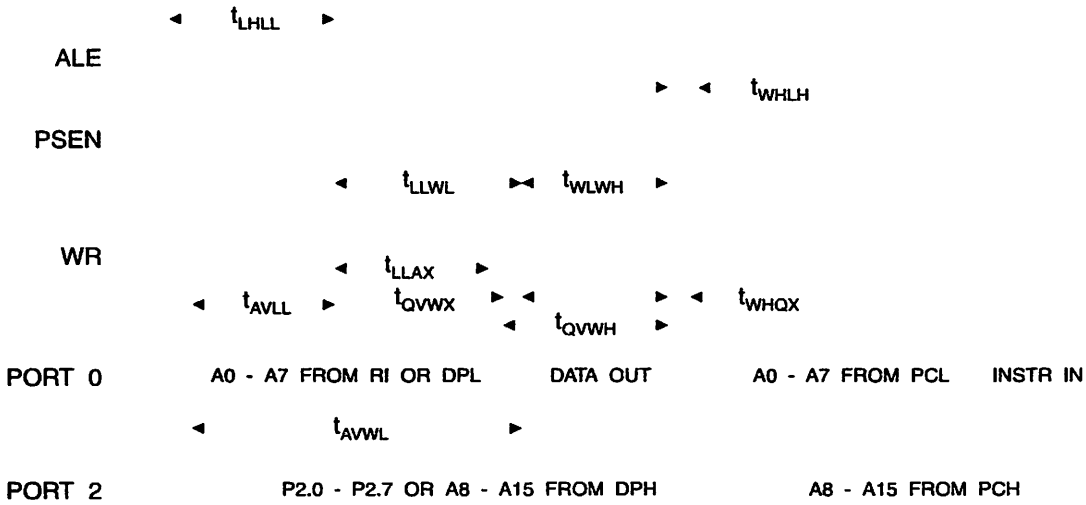 tLHLL
ALE
tWHLH
PSEN
tLLWL tWLWH
WR
tLLAX
tAVLL tQVWX tWHQX
tQVWH
PORT 0 A0 - A7 FROM RI OR DPL DATA OUT A0 - A7 FROM PCL INSTR IN
tAVWL
PORT 2 P2.0 - P2.7 OR A8 - A15 FROM DPH A8 - A15 FROM PCH